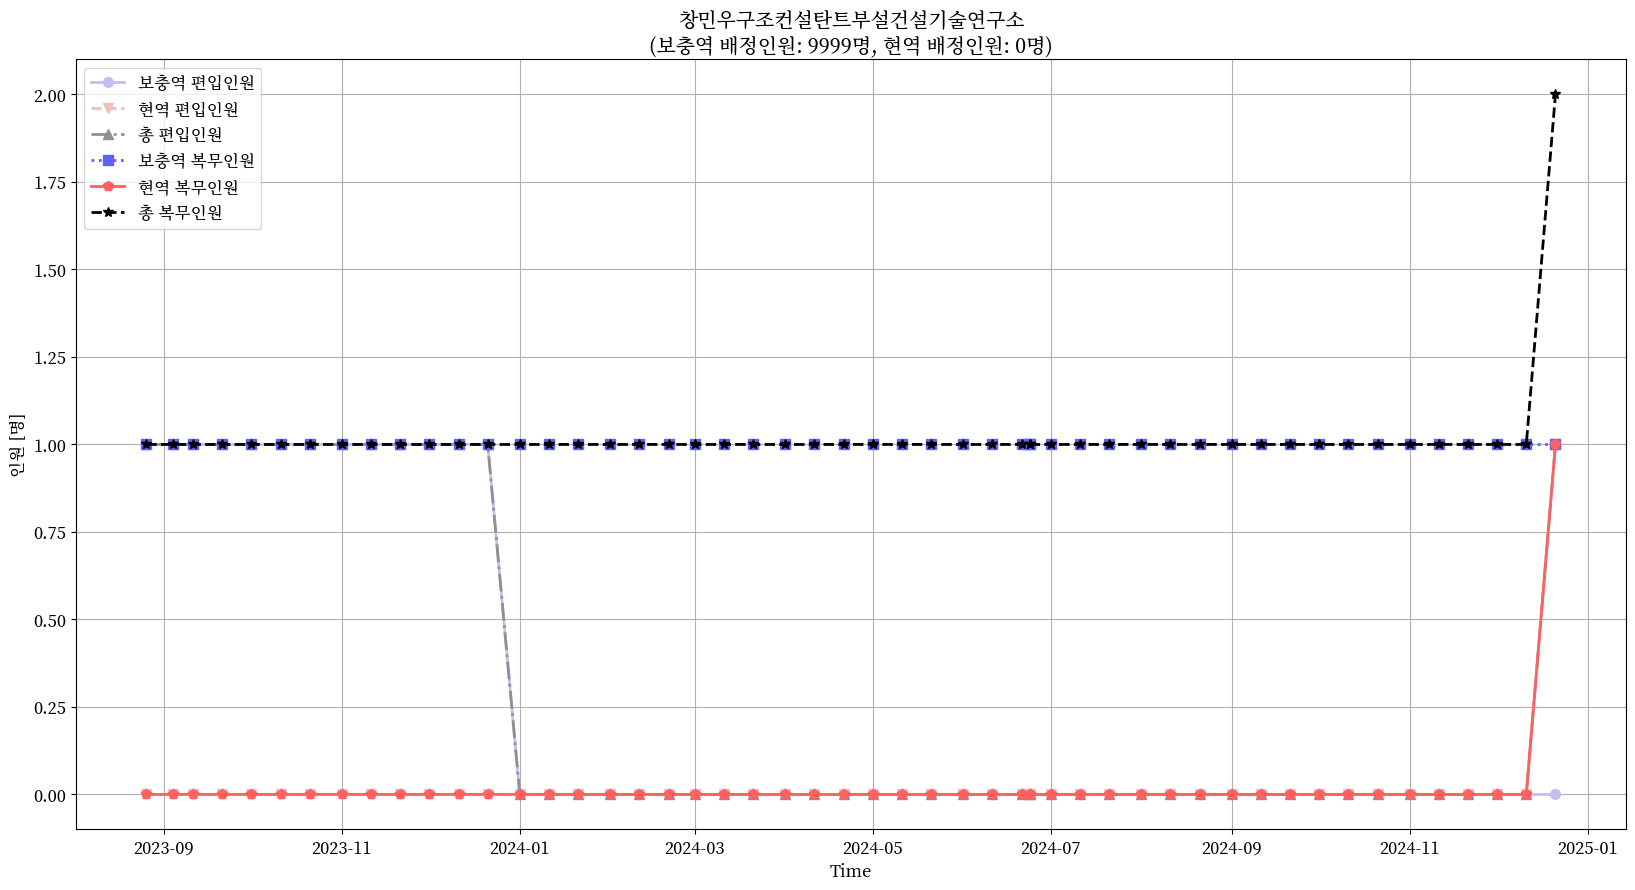 창민우구조컨설탄트부설건설기술연구소
(보충역 배정인원: 9999명, 현역 배정인원: 0명)
보충역 편입인원
현역 편입인원
총 편입인원
보충역 복무인원
현역 복무인원
총 복무인원
2.00
1.75
1.50
1.25
1.00
0.75
0.50
0.25
0.00
인원 [명]
2023-09
2023-11
2024-01
2024-03
2024-05
2024-07
2024-09
2024-11
2025-01
Time